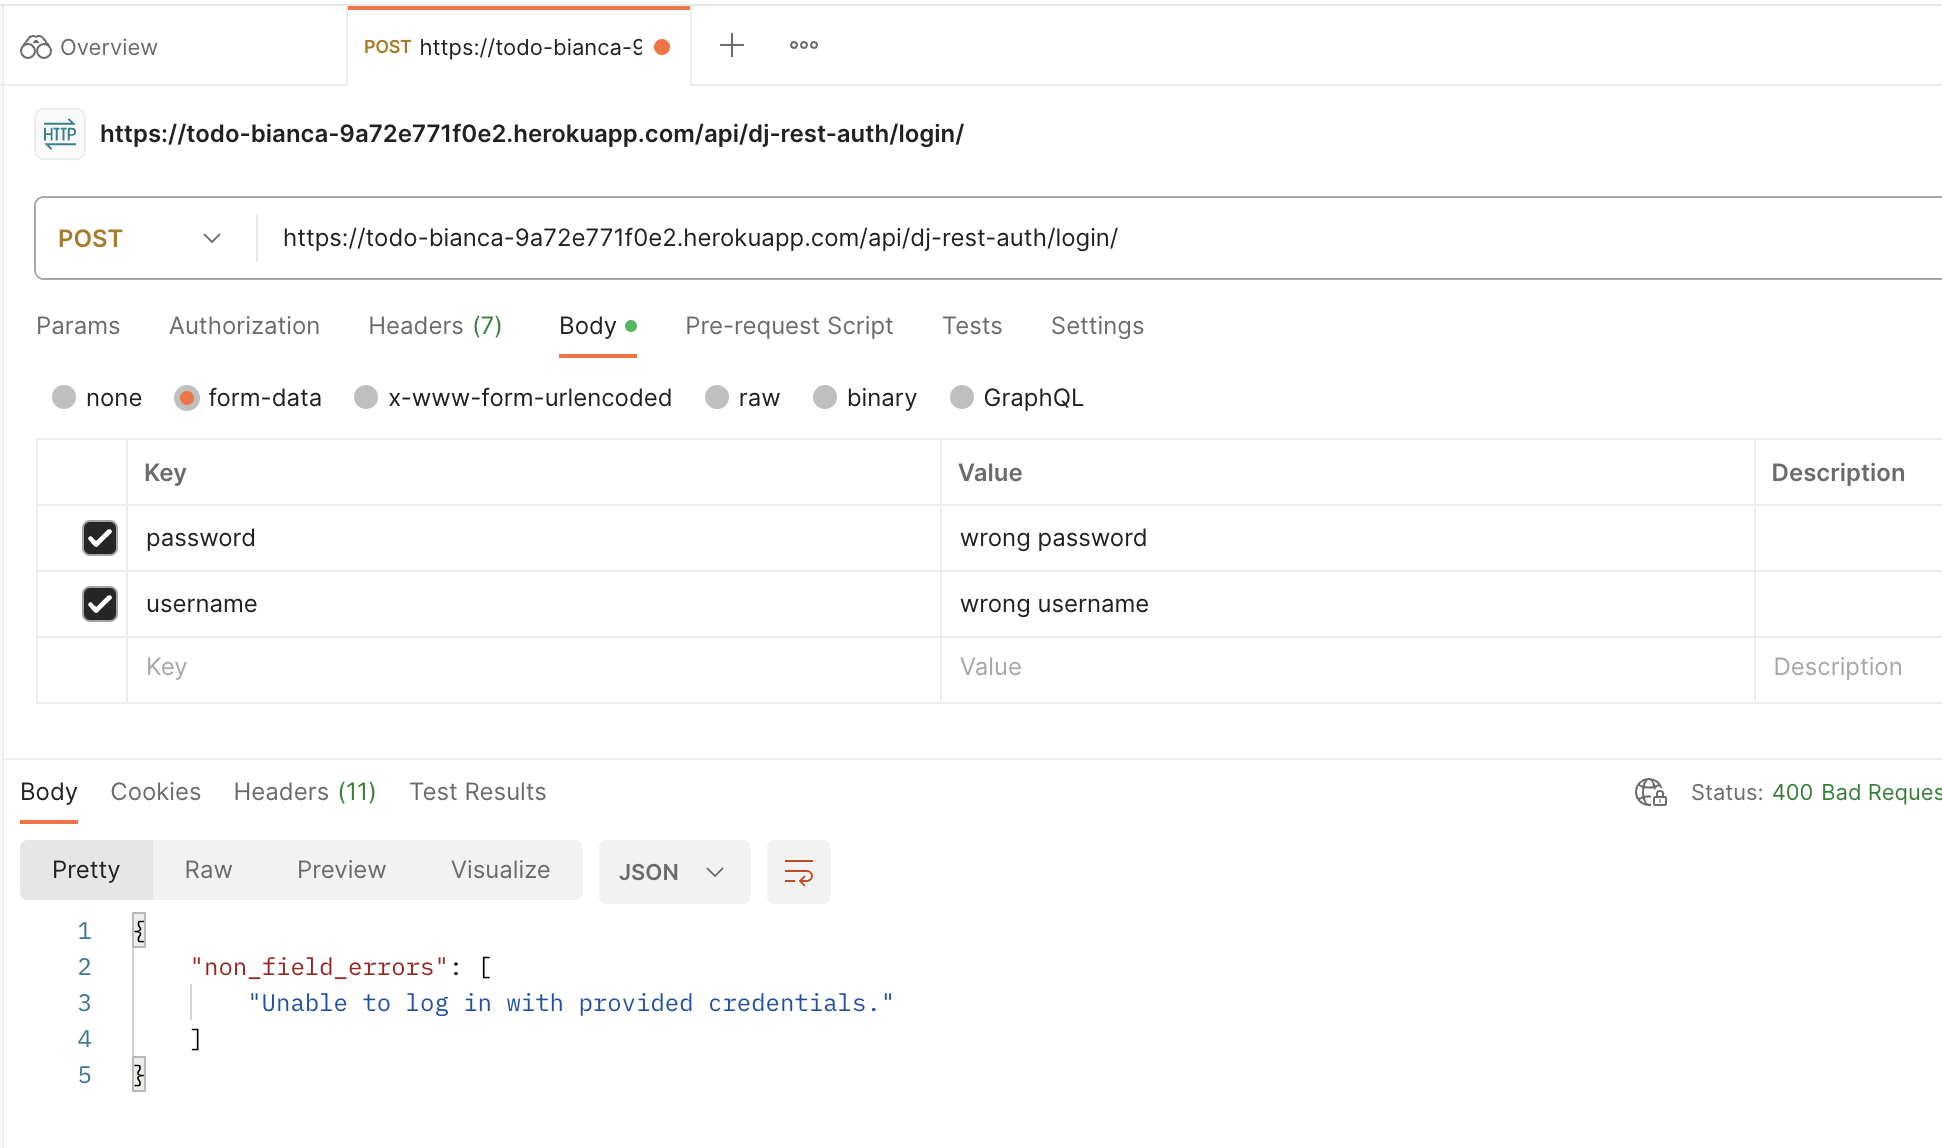 Overview
POST https://todo-bianca-9
https://todo-bianca-9a72e771f0e2.herokuapp.com/api/dj-rest-auth/login/
POST https://todo-bianca-9a72e771f0e2.herokuapp.com/api/dj-rest-auth/login/
Params Authorization Headers (7) Body Pre-request Script Tests Settings
none form-data x-www-form-urlencoded raw binary GraphQL
Key Value Description
password wrong password
username wrong username
Key Value Description
Body Cookies Headers (11) Test Results Status: 400 Bad Reques
Pretty Raw Preview Visualize JSON
1 {
2 "non_field_errors": [
3 "Unable to log in with provided credentials."
4 ]
5 }